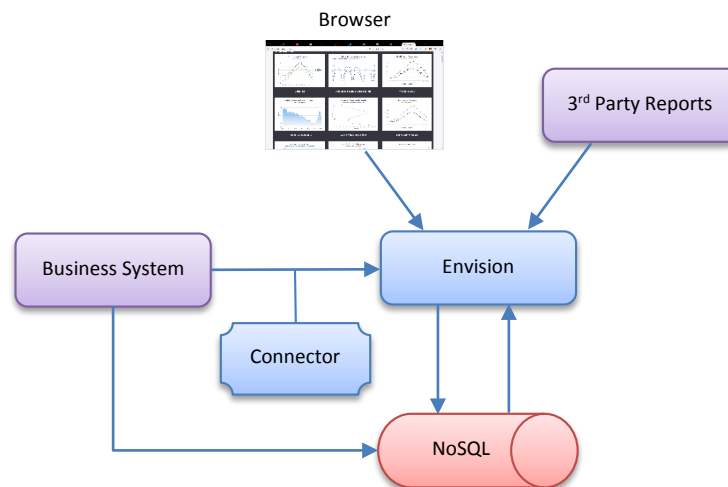 Browser
3rd Party Reports
Business System
Envision
Connector
NoSQL